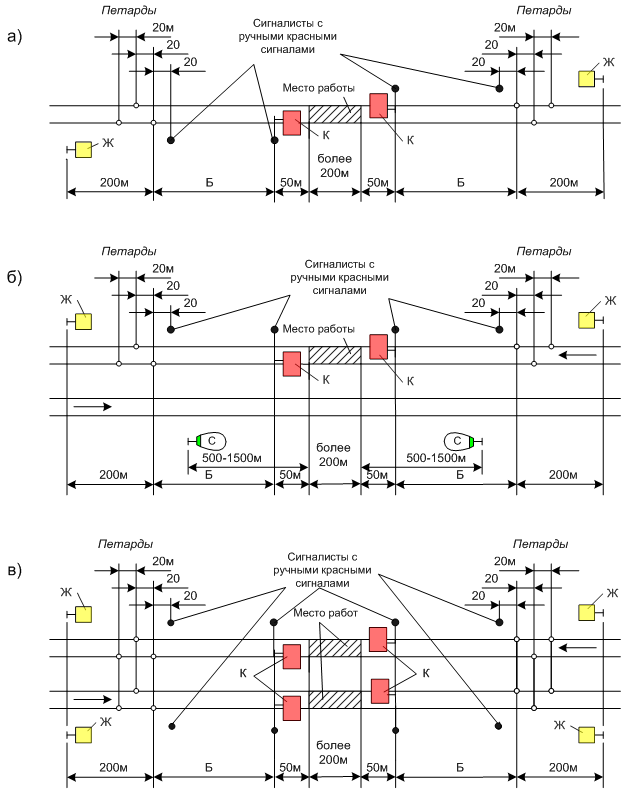 Петарды
Сигналисты с
ручными красными
сигналами
Петарды
а)
20м
20м
20
20
20
20
Ж
Место работы
К
К
Ж
более
200м
200м
Б
50м
50м
Б
200м
Петарды
Сигналисты с
ручными красными
сигналами
Петарды
б)
20м
20м
20
20
20
20
Ж
Ж
Место работы
К
К
С
С
500-1500м
более
200м
500-1500м
200м
Б
50м
50м
Б
200м
Петарды
Сигналисты с
ручными красными
сигналами
Петарды
в)
20м
20м
20
20
20
20
Ж
Ж
Место работ
К
К
Ж
Ж
более
200м
200м
Б
50м
50м
Б
200м